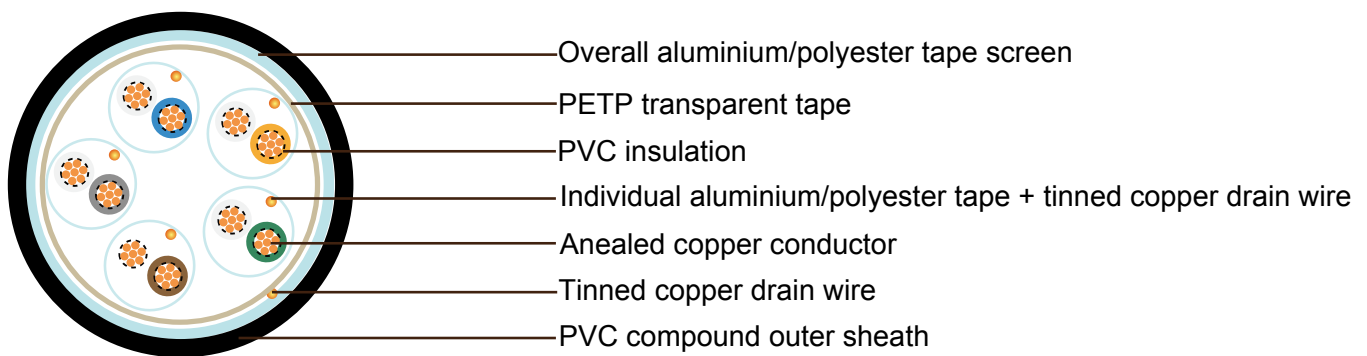 Overall aluminium/polyester tape screen
PETP transparent tape
PVC insulation
Individual aluminium/polyester tape + tinned copper drain wire
Anealed copper conductor
Tinned copper drain wire
PVC compound outer sheath